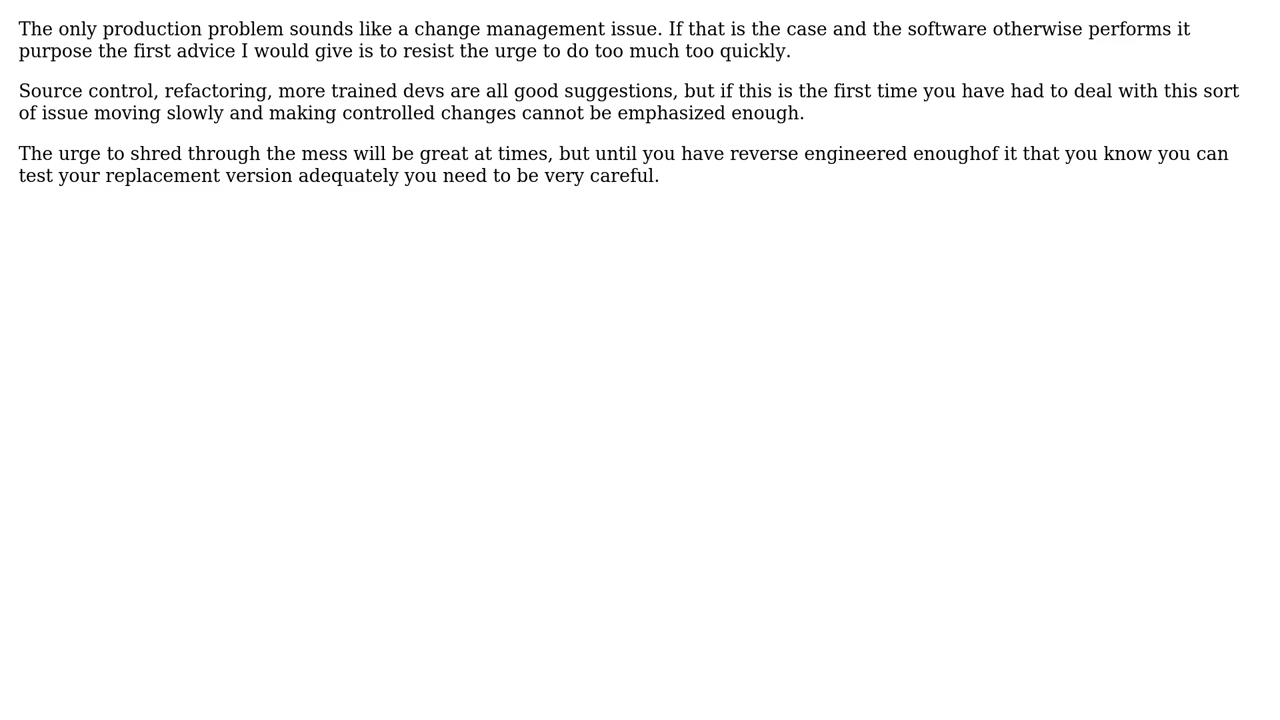 The only production problem sounds like a change management issue. If that is the case and the software otherwise performs it
purpose the first advice I would give is to resist the urge to do too much too quickly.
Source control, refactoring, more trained devs are all good suggestions, but if this is the first time you have had to deal with this sort
of issue moving slowly and making controlled changes cannot be emphasized enough.
The urge to shred through the mess will be great at times, but until you have reverse engineered enoughof it that you know you can
test your replacement version adequately you need to be very careful.